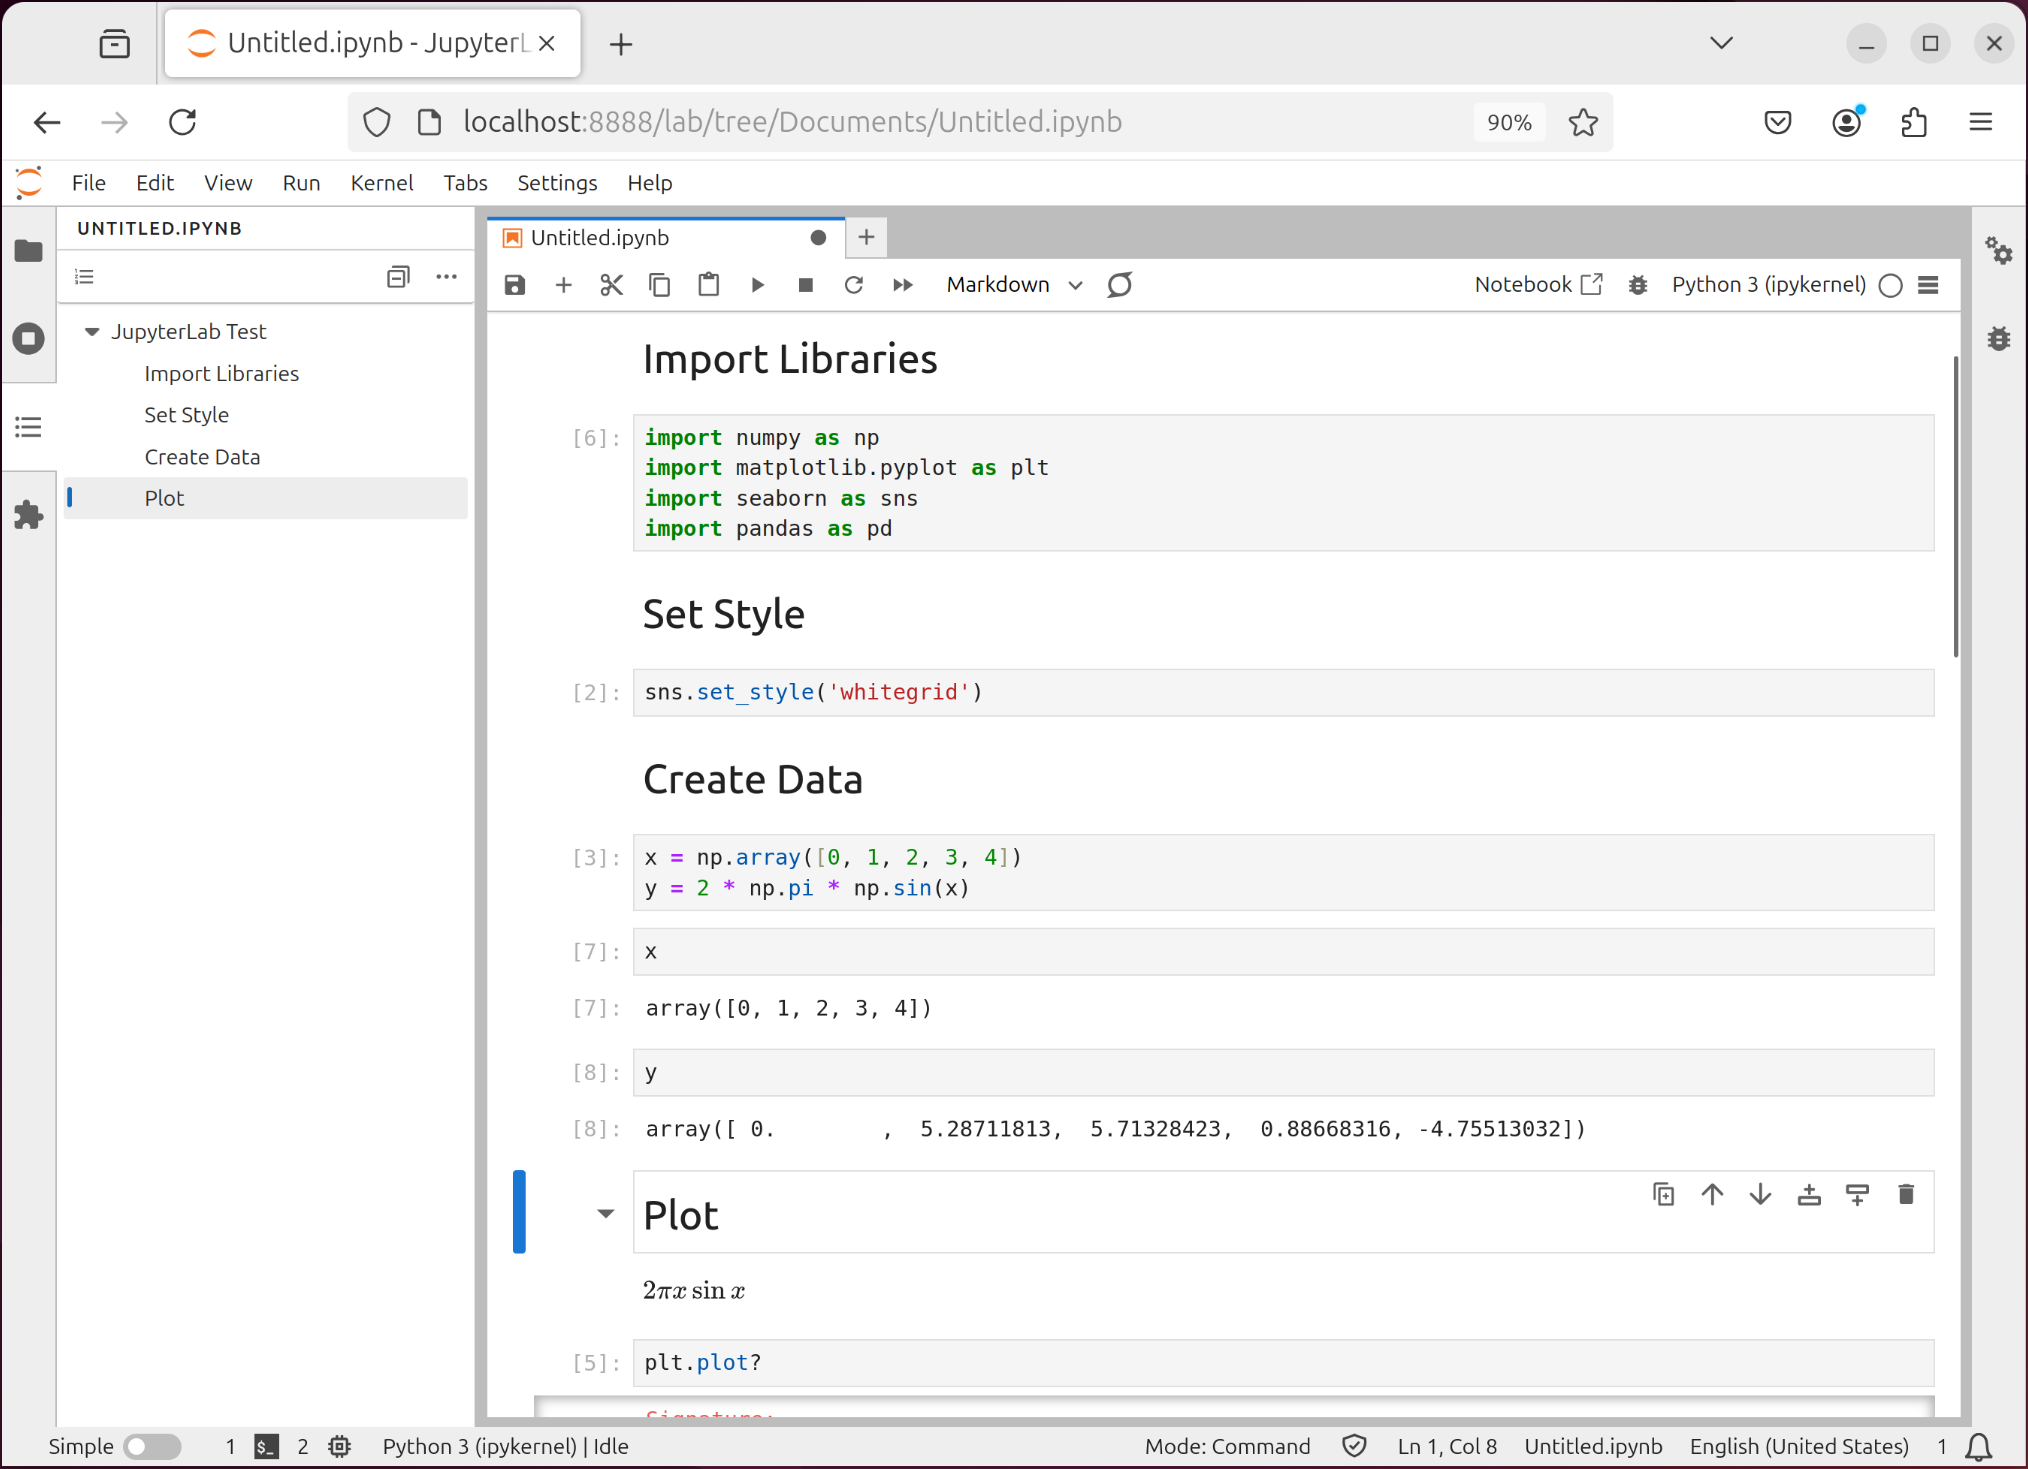 Untitled.ipynb - JupyterL
localhost:8888/lab/tree/Documents/Untitled.ipynb
90%
File Edit View Run Kernel Tabs Settings Help
UNTITLED.IPYNB
JupyterLab Test
Import Libraries
Set Style
Create Data
Plot
Untitled.ipynb
Markdown
Notebook
Python 3 (ipykernel)
Import Libraries
[6]:
import numpy as np
import matplotlib.pyplot as plt
import seaborn as sns
import pandas as pd
Set Style
[2]: sns.set_style('whitegrid')
Create Data
[3]:
x = np.array([0, 1, 2, 3, 4])
y = 2 * np.pi * np.sin(x)
[7]: x
[7]: array([0, 1, 2, 3, 4])
[8]: y
[8]: array([ 0.        ,  5.28711813,  5.71328423,  0.88668316, -4.75513032])
Plot
2πx sin x
[5]: plt.plot?
Signature:
Simple 1 $_ 2 Python 3 (ipykernel) | Idle Mode: Command Ln 1, Col 8 Untitled.ipynb English (United States) 1